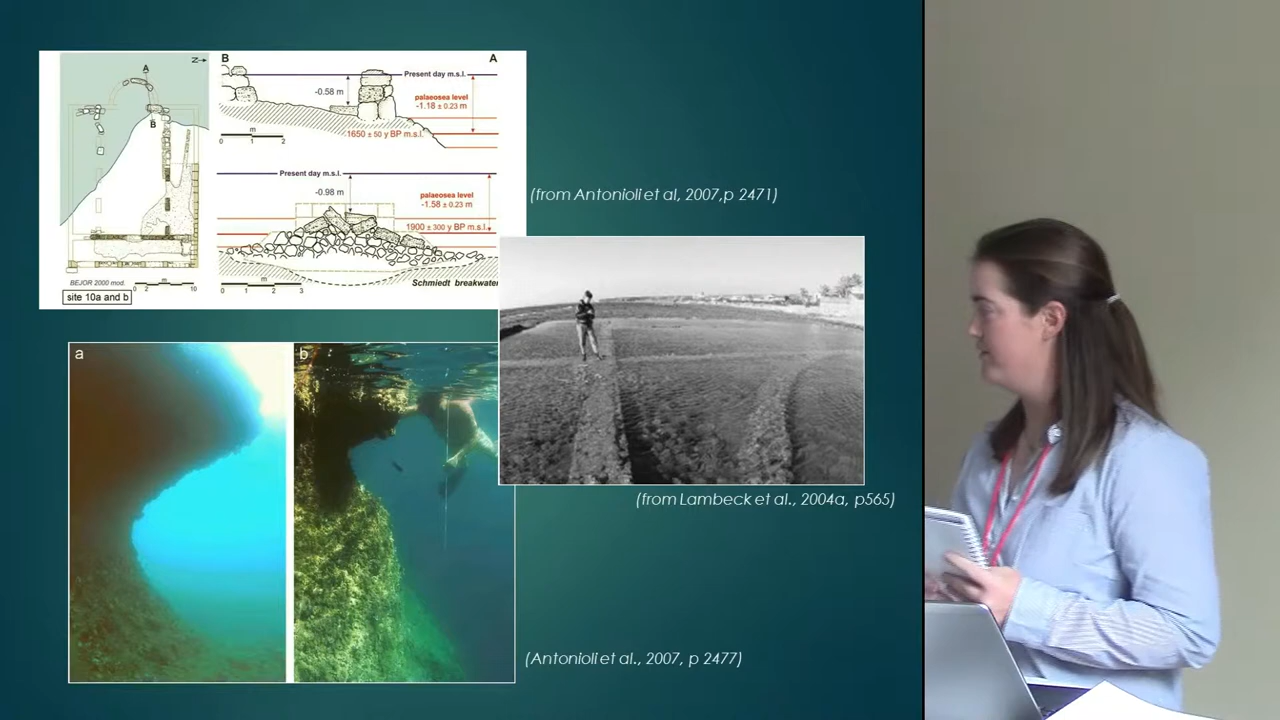 N
A
B
BEJOR 2000 mod.
m
0 2 10
site 10a and b
B
A
Present day m.s.l.
-0.58 m
palaeosea level
-1.18 ± 0.23 m
m
0 1 2
1650 ± 50 y BP m.s.l.
Present day m.s.l.
-0.98 m
palaeosea level
-1.58 ± 0.23 m
1900 ± 300 y BP m.s.l.
m
0 1 3
Schmiedt breakwater
(from Antonioli et al, 2007,p 2471)
(from Lambeck et al., 2004a, p565)
a
b
(Antonioli et al., 2007, p 2477)